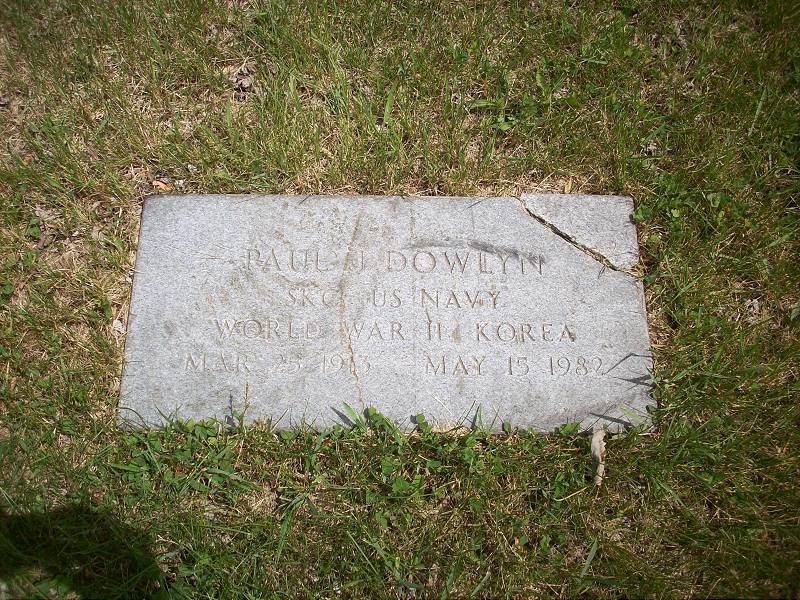 PAUL J DOWLYN
SKC US NAVY
WORLD WAR II KOREA
MAR 25 1913 MAY 15 1982